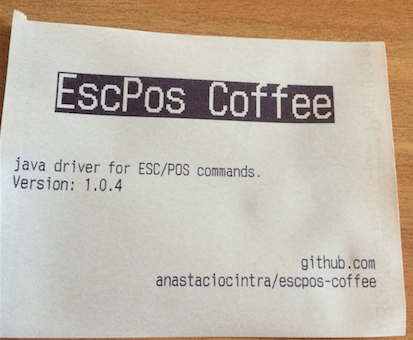 EscPos Coffee
java driver for ESC/POS commands.
Version: 1.0.4
github.com
anastaciocintra/escpos-coffee